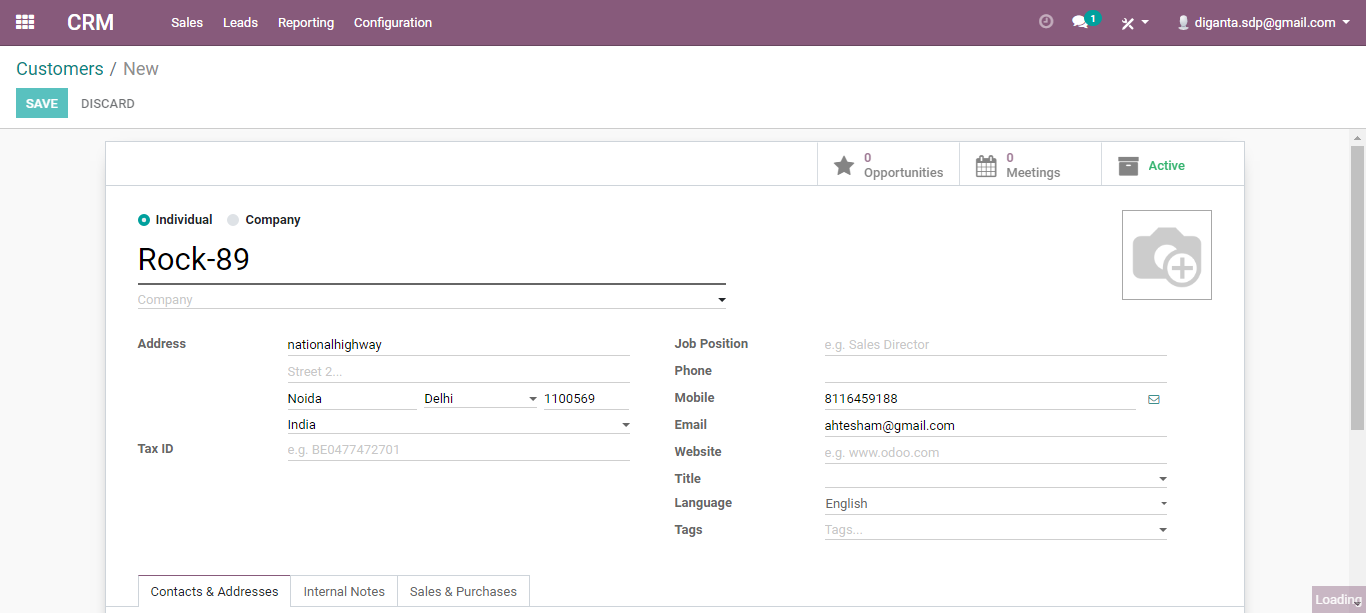 CRM Sales Leads Reporting Configuration 1 diganta.sdp@gmail.com
Customers / New
SAVE DISCARD
0 Opportunities 0 Meetings Active
Individual Company
Rock-89
Company
Address nationalhighway
Street 2...
Noida Delhi 1100569
India
Tax ID e.g. BE0477472701
Job Position e.g. Sales Director
Phone
Mobile 8116459188
Email ahtesham@gmail.com
Website e.g. www.odoo.com
Title
Language English
Tags Tags...
Contacts & Addresses Internal Notes Sales & Purchases
Loading